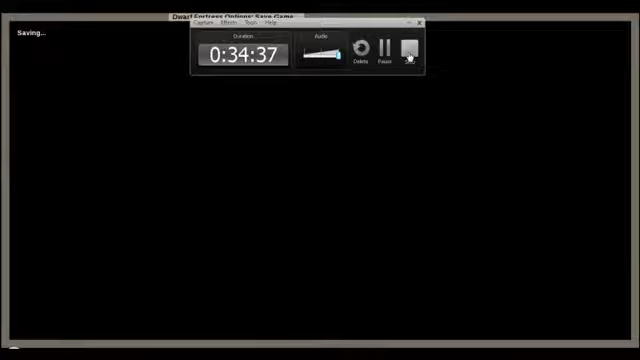 Dwarf Fortress Options: Save Game
Capture Effects Tools Help
Saving...
Duration
Audio
0:34:37
Delete
Pause